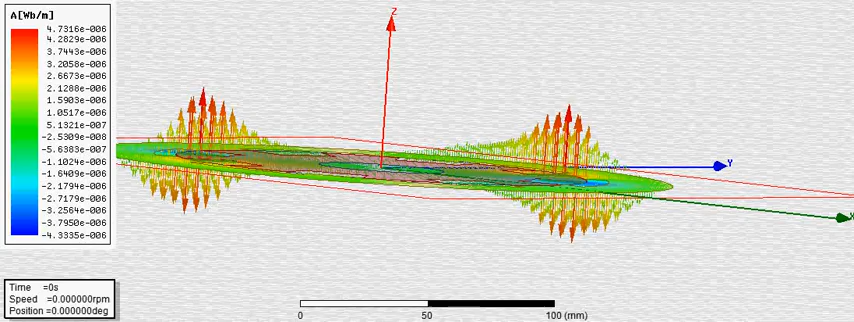 A[Wb/m]
4.7316e-006
4.2829e-006
3.7443e-006
3.2058e-006
2.6673e-006
2.1288e-006
1.5903e-006
1.0517e-006
5.1321e-007
-2.5309e-008
-5.6383e-007
-1.1024e-006
-1.6409e-006
-2.1794e-006
-2.7179e-006
-3.2564e-006
-3.7950e-006
-4.3335e-006
Z
Y
X
Time =0s
Speed =0.000000rpm
Position =0.000000deg
0 50 100 (mm)